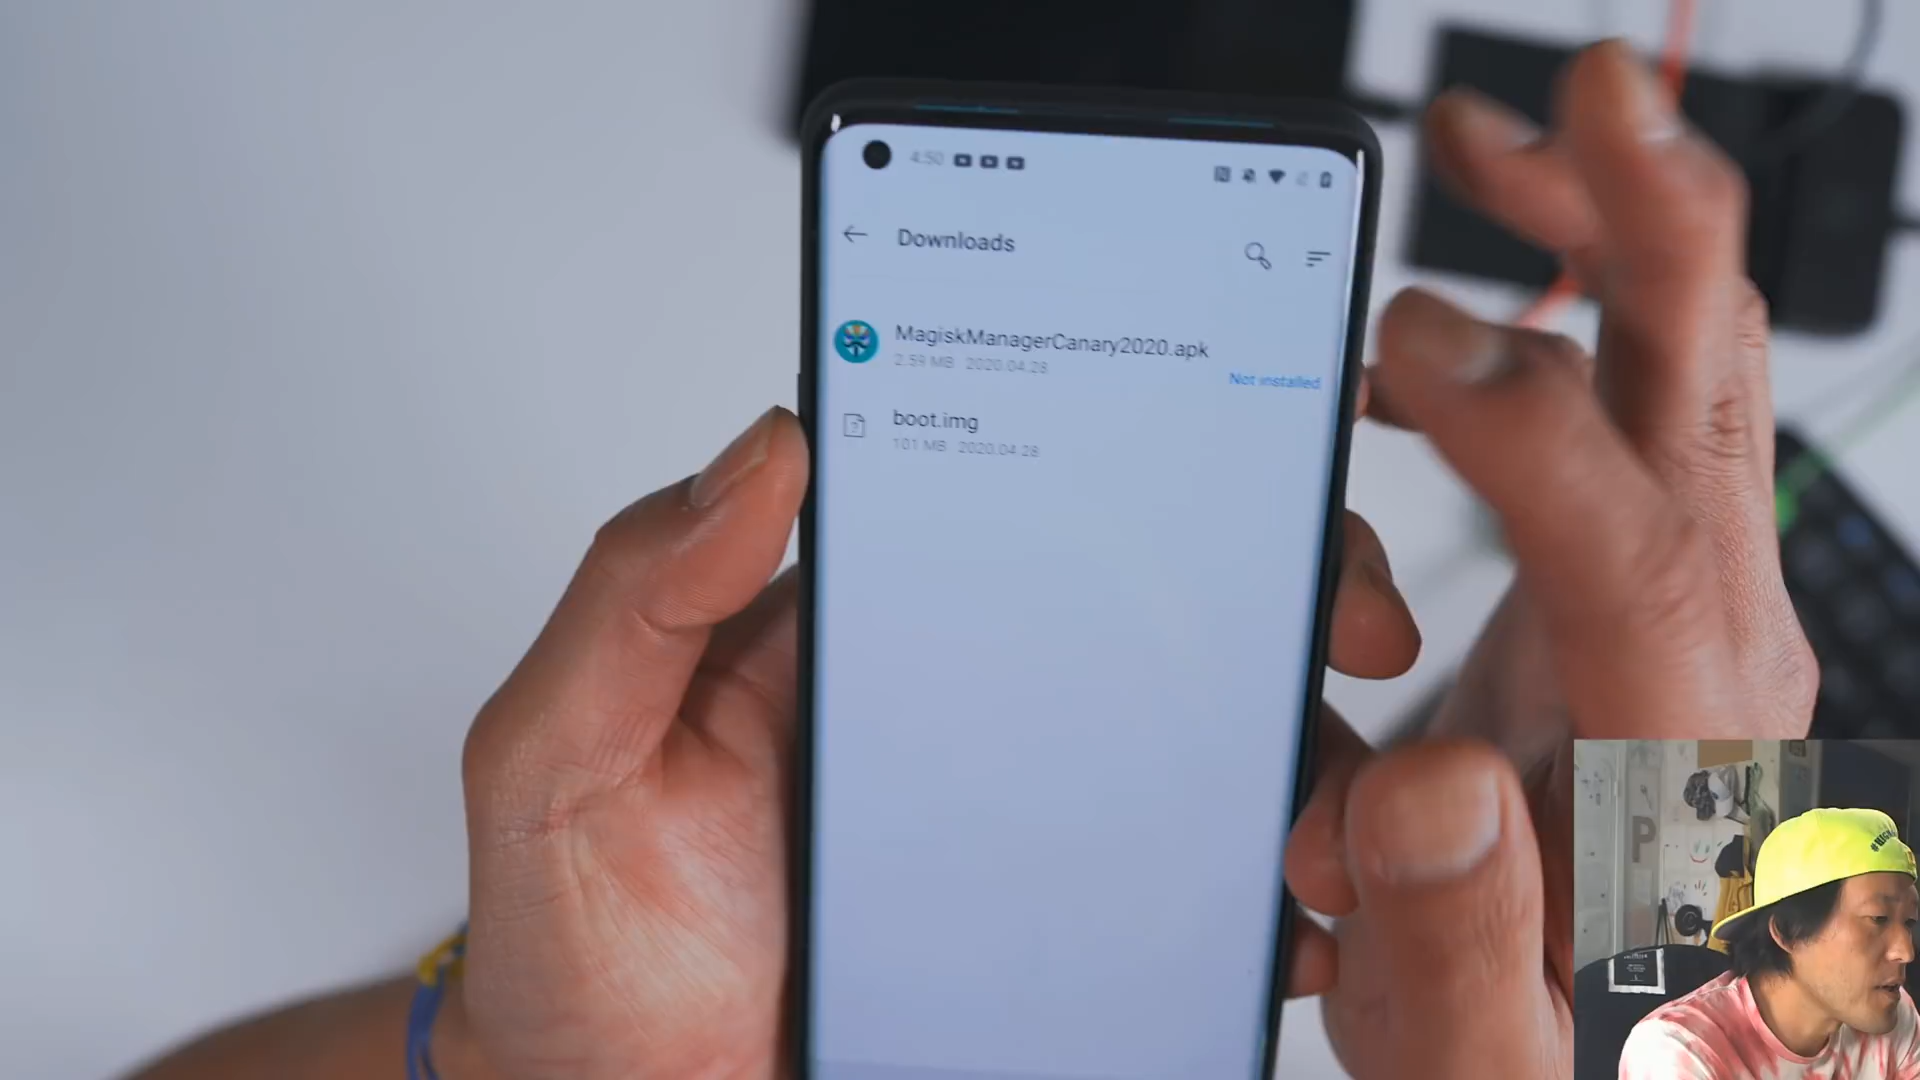 4:50
Downloads
MagiskManagerCanary2020.apk
2.59 MB 2020.04.28
Not installed
boot.img
101 MB 2020.04.28
P